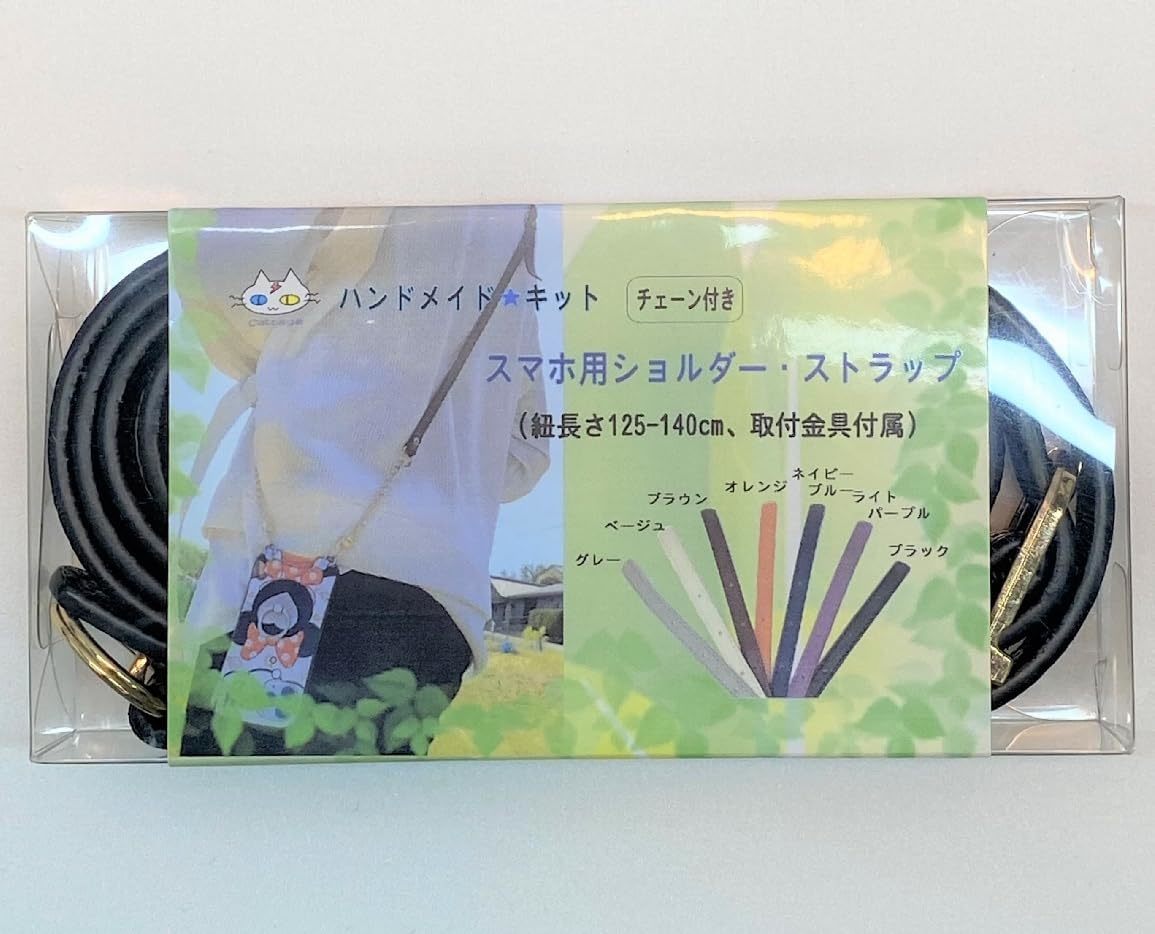 ハンドメイド★キット
チェーン付き
スマホ用ショルダー・ストラップ
(紐長さ125-140cm、取付金具付属)
グレー
ベージュ
ブラウン
オレンジ
ネイビー
ブルー
ライト
パープル
ブラック